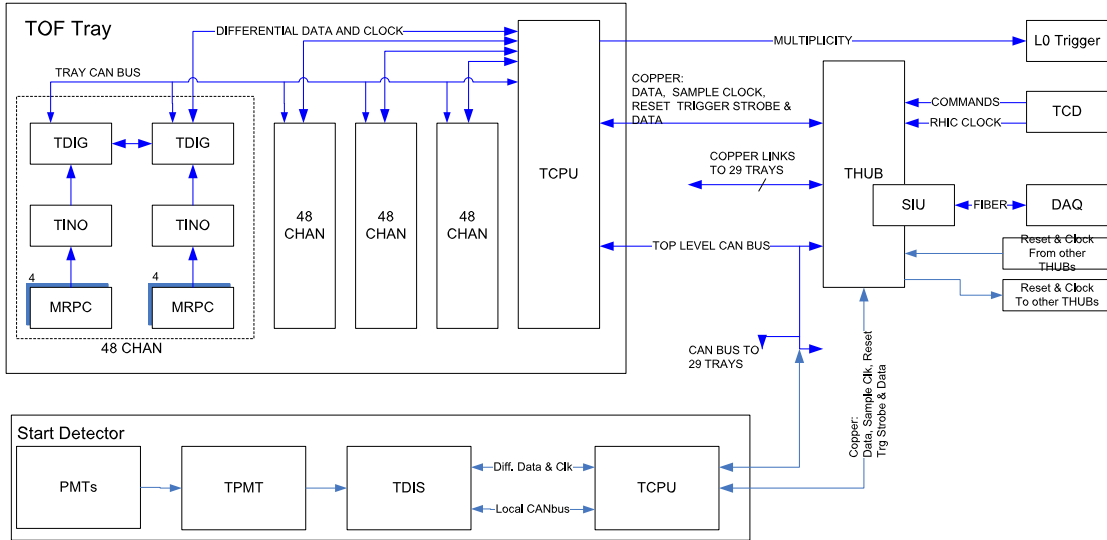 TOF Tray
DIFFERENTIAL DATA AND CLOCK
TRAY CAN BUS
TDIG
TDIG
TINO
TINO
4
MRPC
4
MRPC
48 CHAN
48
CHAN
48
CHAN
48
CHAN
TCPU
MULTIPLICITY
L0 Trigger
COPPER:
DATA,  SAMPLE CLOCK,
RESET  TRIGGER STROBE &
DATA
COMMANDS
RHIC CLOCK
TCD
COPPER LINKS
TO 29 TRAYS
THUB
SIU
FIBER
DAQ
TOP LEVEL CAN BUS
Reset & Clock
From other
THUBs
Reset & Clock
To other THUBs
CAN BUS TO
29 TRAYS
Copper:
Data, Sample Clk, Reset
Trg Strobe & Data
Start Detector
PMTs
TPMT
TDIS
Diff. Data & Clk
Local CANbus
TCPU